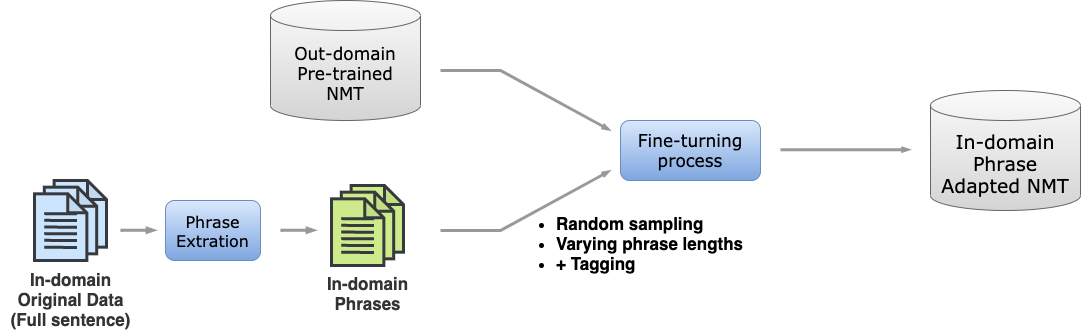 Out-domain
Pre-trained
NMT
Fine-turning
process
In-domain
Phrase
Adapted NMT
Phrase
Extration
Random sampling
Varying phrase lengths
+ Tagging
In-domain
Original Data
(Full sentence)
In-domain
Phrases